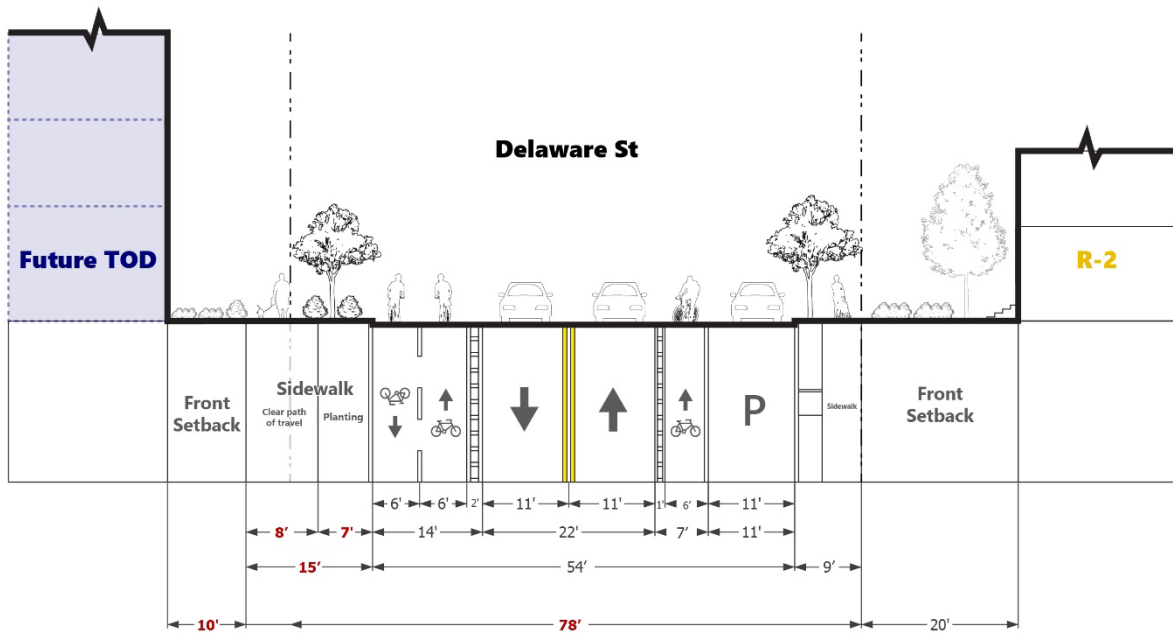 Delaware St
Future TOD
R-2
Front
Setback
Sidewalk
Clear path
of travel
Planting
P
Sidewalk
Front
Setback
6' 6' 2' 11' 11' 1' 6' 11'
8' 7' 14' 22' 7' 11'
15' 54' 9'
10' 78' 20'